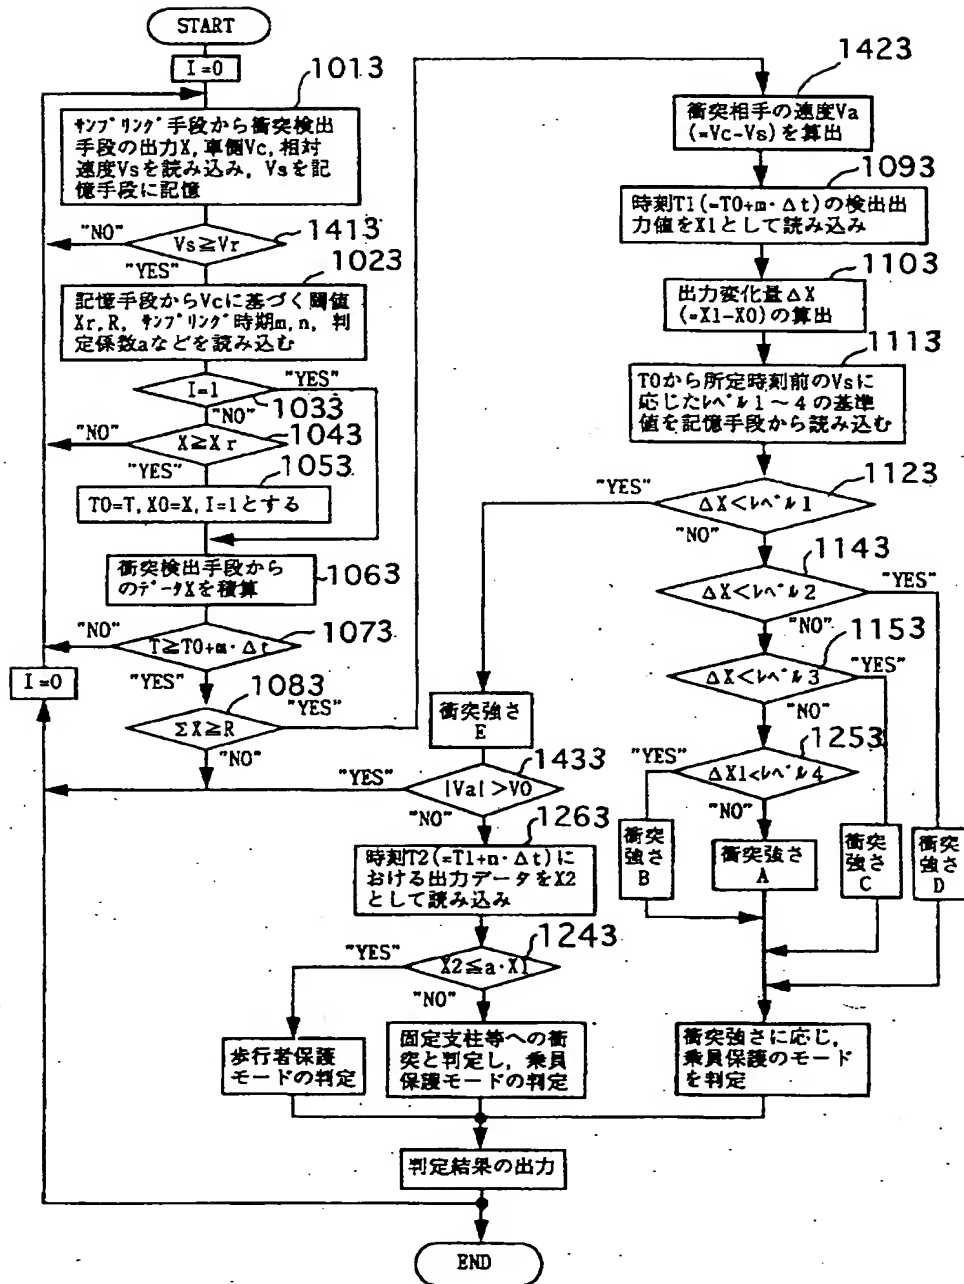 START
I=0
1013
サンプリング手段から衝突検出
手段の出力X,車側Vc,相対
速度Vsを読み込み,Vsを記
憶手段に記憶
"NO"
Vs≧Vr
1413
"YES"
1023
記憶手段からVcに基づく閾値
Xr,R,サンプリング時期m,n,判
定係数aなどを読み込む
I=1
"YES"
1033
"NO"
"NO"
X≧Xr
1043
"YES"
1053
T0=T,X0=X,I=1とする
衝突検出手段から
のデータXを積算
1063
"NO"
T≧T0+m·Δt
1073
I=0
"YES"
1083
ΣX≧R
"YES"
"NO"
1423
衝突相手の速度Va
(=Vc-Vs)を算出
1093
時刻T1(=T0+m·Δt)の検出出
力値をX1として読み込み
1103
出力変化量ΔX
(=X1-X0)の算出
1113
T0から所定時刻前のVsに
応じたレベル1~4の基準
値を記憶手段から読み込む
1123
"YES"
ΔX<レベル1
"NO"
1143
ΔX<レベル2
"YES"
"NO"
1153
ΔX<レベル3
"YES"
"NO"
1253
"YES"
ΔX1<レベル4
"NO"
衝突
強さ
B
衝突強さ
A
衝突
強さ
C
衝突
強さ
D
衝突強さ
E
1433
"YES"
|Va|>V0
"NO"
1263
時刻T2(=T1+n·Δt)に
おける出力データをX2
として読み込み
1243
"YES"
X2≦a·X1
"NO"
歩行者保護
モードの判定
固定支柱等への衝
突と判定し,乗員
保護モードの判定
衝突強さに応じ,
乗員保護のモード
を判定
判定結果の出力
END